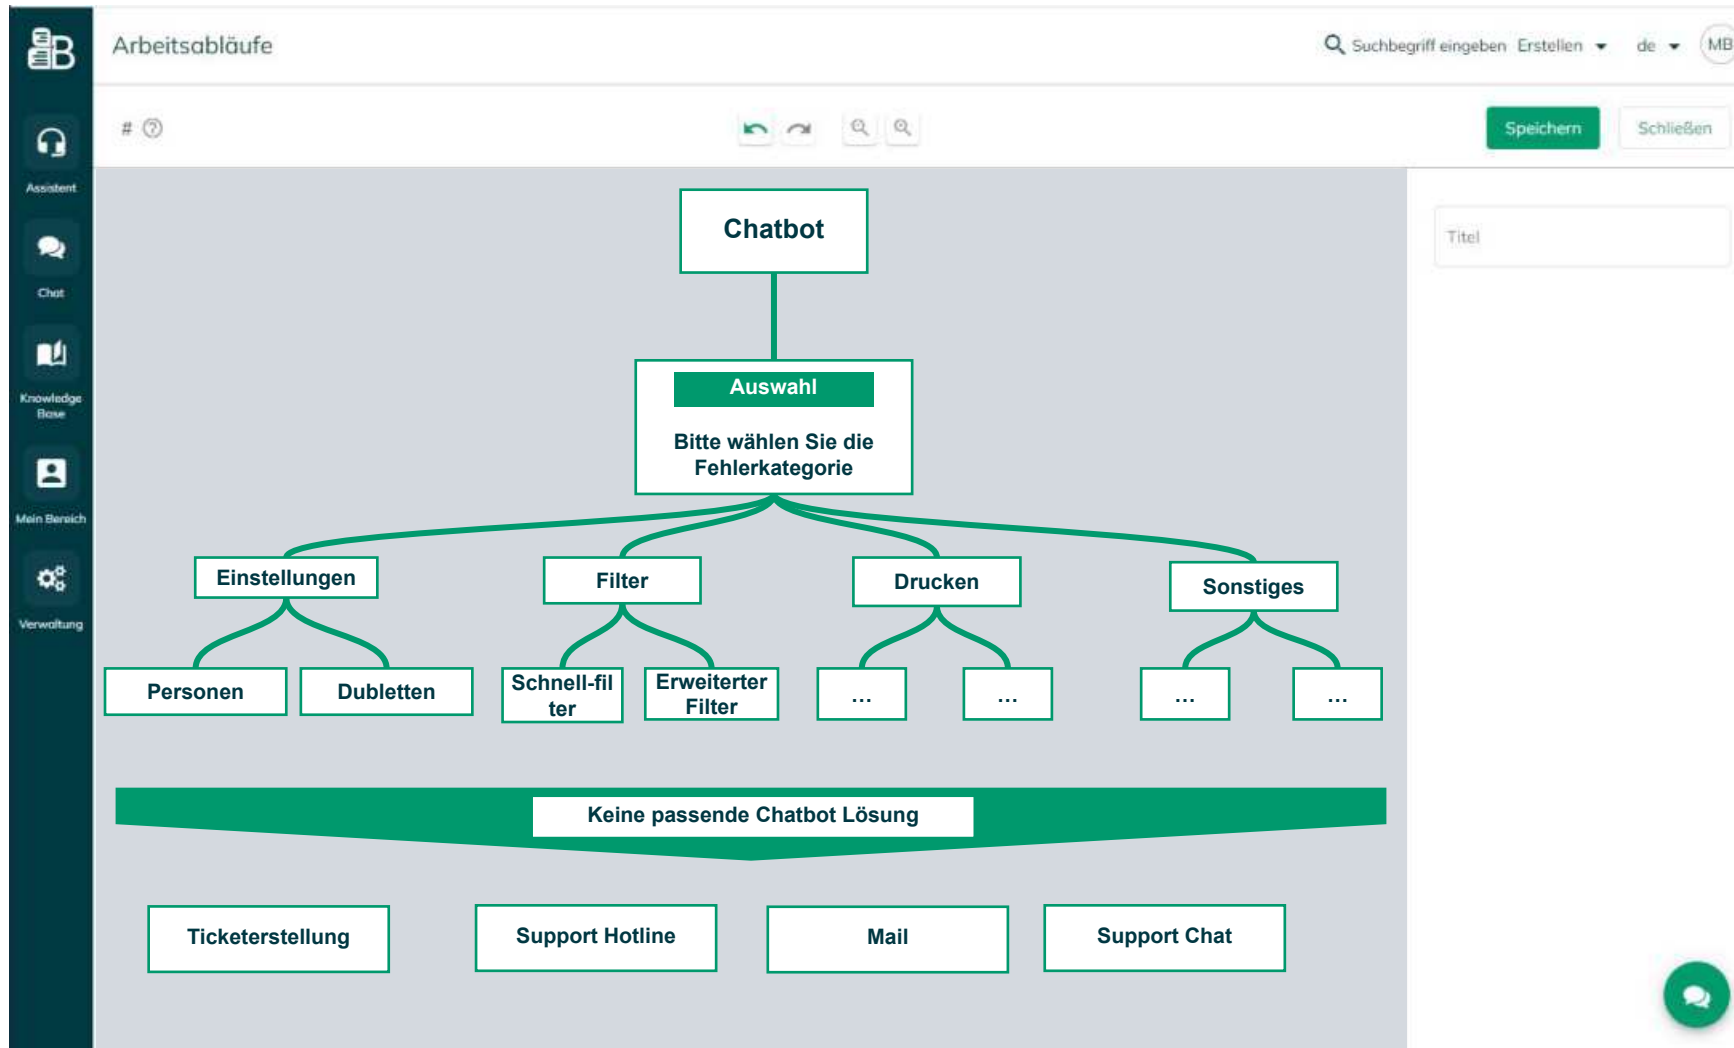 B
Arbeitsabläufe
Suchbegriff eingeben Erstellen de MB
#
Speichern Schließen
Assistent
Chat
Knowledge
Base
Mein Bereich
Verwaltung
Titel
Chatbot
Auswahl
Bitte wählen Sie die
Fehlerkategorie
Einstellungen Filter Drucken Sonstiges
Personen Dubletten Schnell-fil
ter
Erweiterter
Filter
... ... ... ...
Keine passende Chatbot Lösung
Ticketerstellung Support Hotline Mail Support Chat